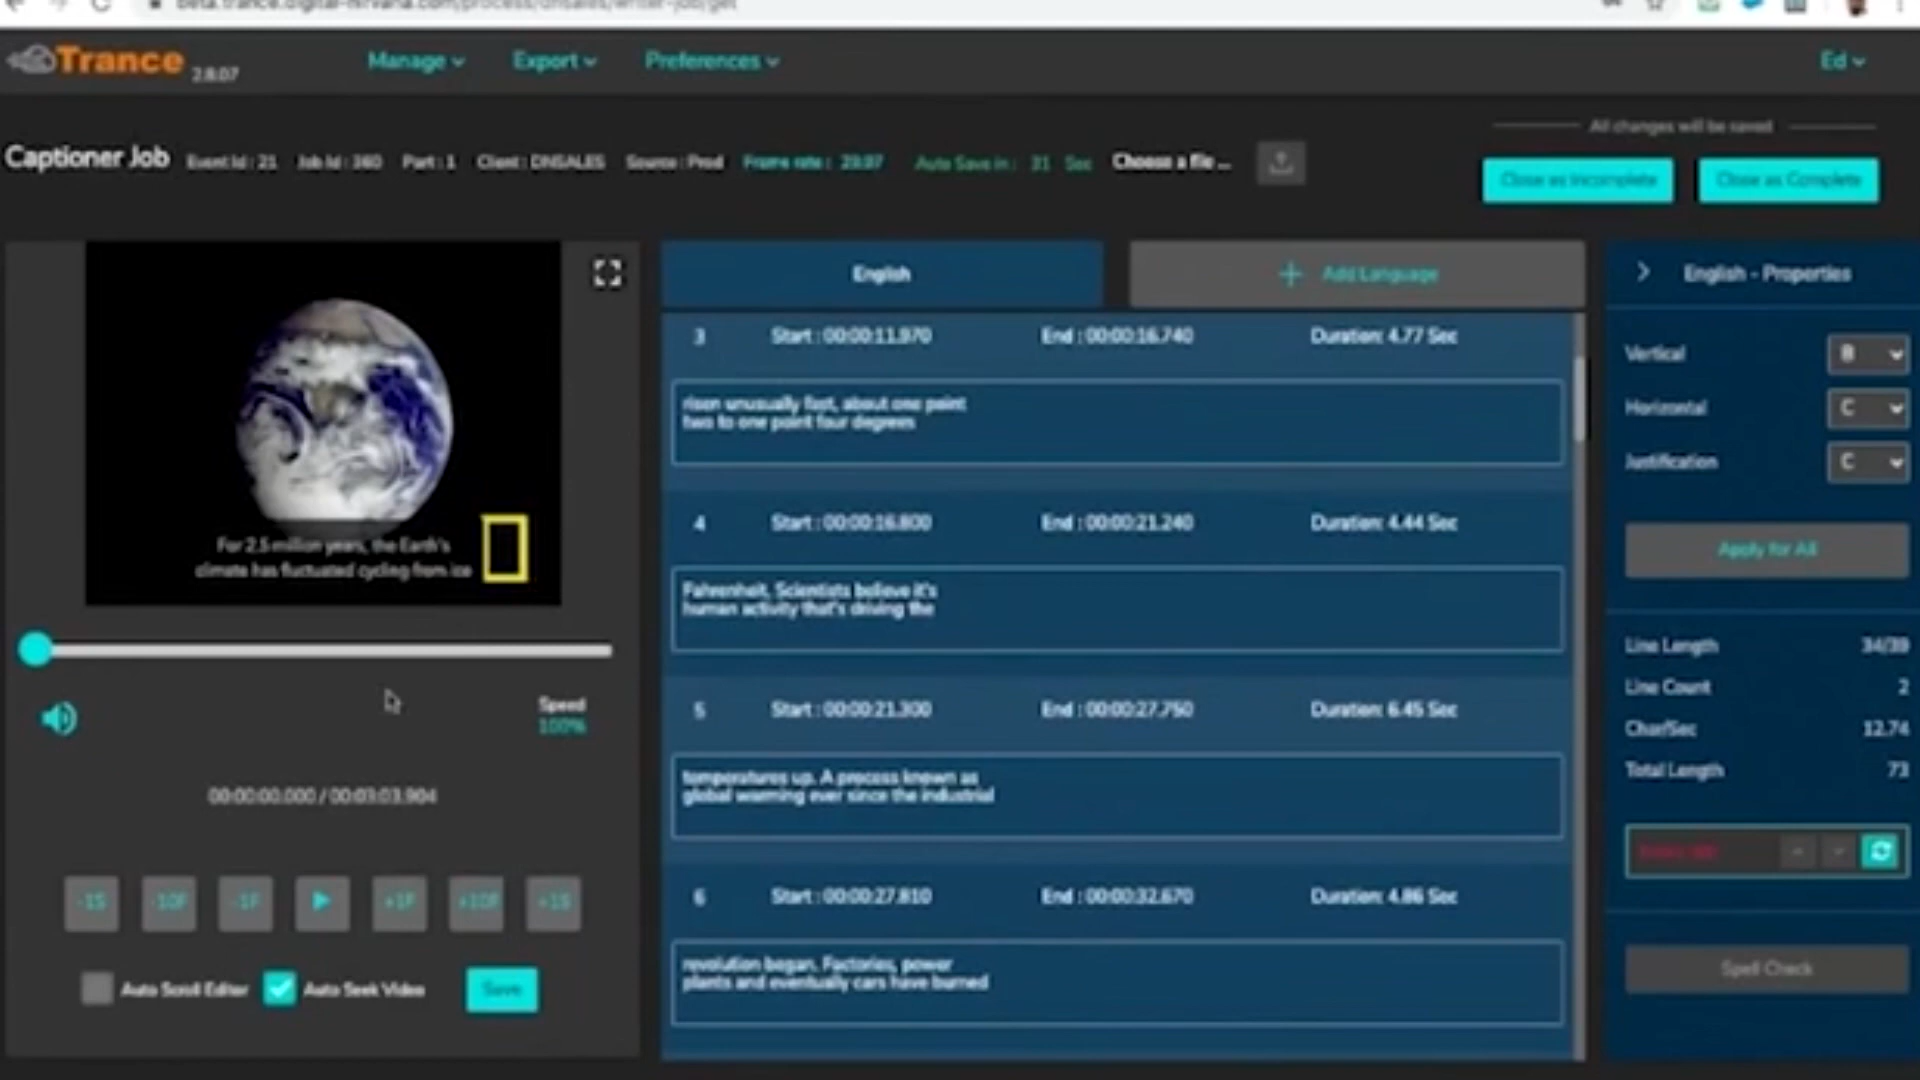 beta.trance.digital-nirvana.com/process/dnsales/writer-job/get
Trance 2.8.07
Manage
Export
Preferences
Ed
All changes will be saved
Captioner Job
Event Id : 21
Job Id : 360
Part : 1
Client : DNSALES
Source : Prod
Frame rate :
Auto Save in : 31 Sec
Choose a file ...
Close as Incomplete
Close as Complete
English
+ Add Language
English - Properties
3 Start : 00:00:11.970 End : 00:00:16.740 Duration: 4.77 Sec
risen unusually fast, about one point
two to one point four degrees
4 Start : 00:00:16.800 End : 00:00:21.240 Duration: 4.44 Sec
Fahrenheit, Scientists believe it's
human activity that's driving the
5 Start : 00:00:21.300 End : 00:00:27.750 Duration: 6.45 Sec
temperatures up. A process known as
global warming ever since the industrial
6 Start : 00:00:27.810 End : 00:00:32.670 Duration: 4.86 Sec
revolution began. Factories, power
plants and eventually cars have burned
For 2.5 million years, the Earth's
climate has fluctuated cycling from ice
Speed
100%
00:00:00.000 / 00:03:03.904
-1S
-10F
-1F
+1F
+10F
+1S
Auto Scroll Editor
Auto Seek Video
Save
Vertical B
Horizontal C
Justification C
Apply for All
Line Length 34/39
Line Count 2
Char/Sec 12.74
Total Length 73
Spell Check